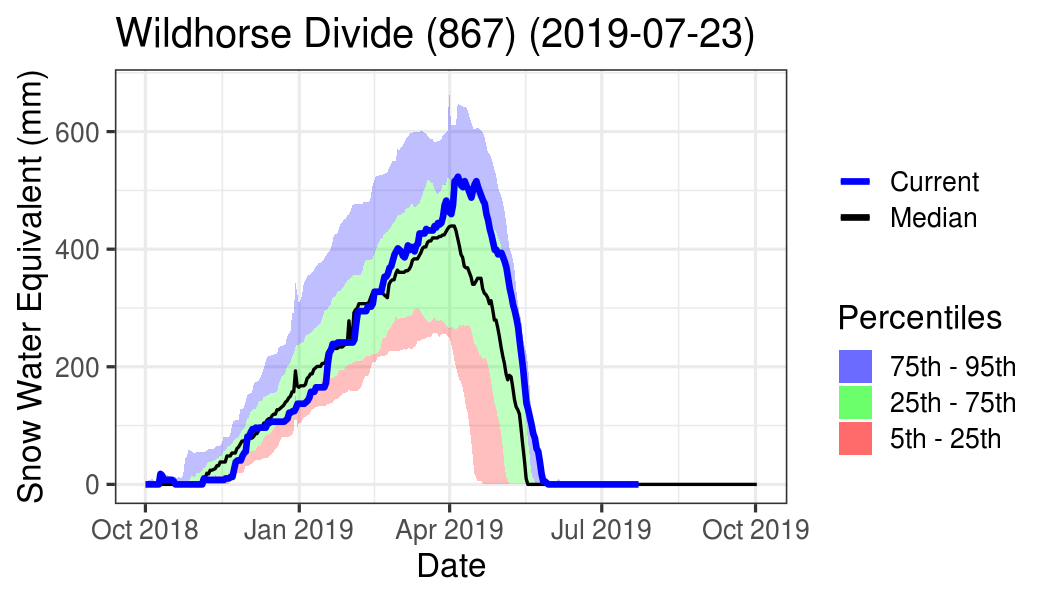 Wildhorse Divide (867) (2019-07-23)
Snow Water Equivalent (mm)
600
400
200
0
Oct 2018 Jan 2019 Apr 2019 Jul 2019 Oct 2019
Date
Current
Median
Percentiles
75th - 95th
25th - 75th
5th - 25th